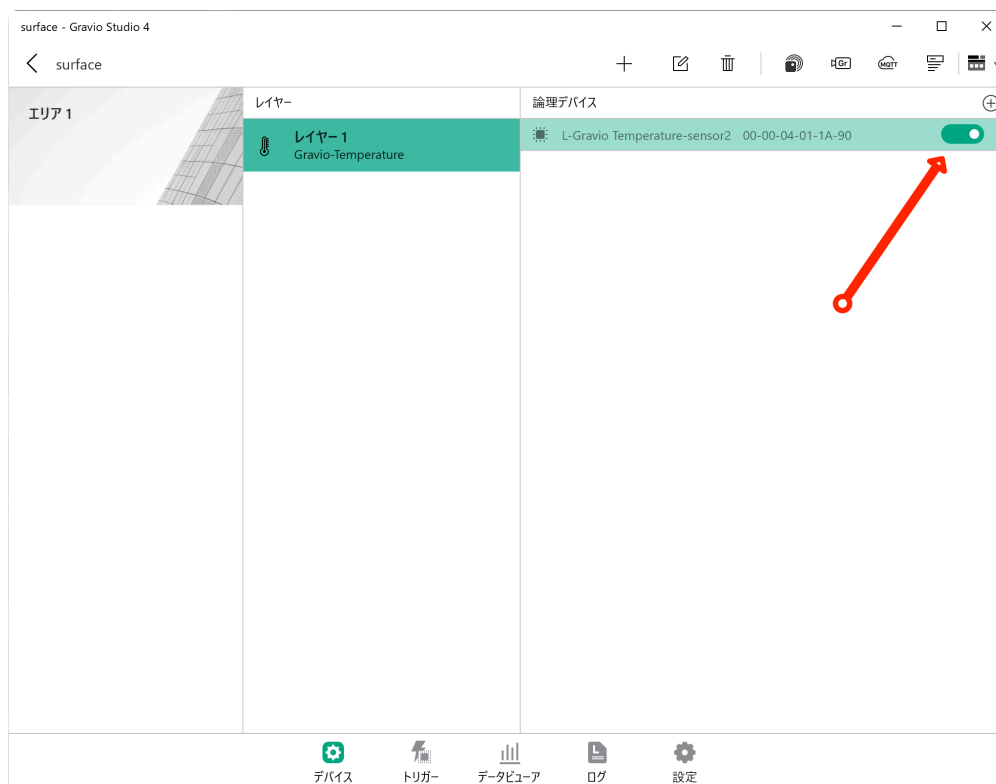 surface - Gravio Studio 4
surface
Gr
MQTT
エリア 1
レイヤー
論理デバイス
レイヤー 1
Gravio-Temperature
L-Gravio Temperature-sensor2 00-00-04-01-1A-90
デバイス
トリガー
データビューア
ログ
設定